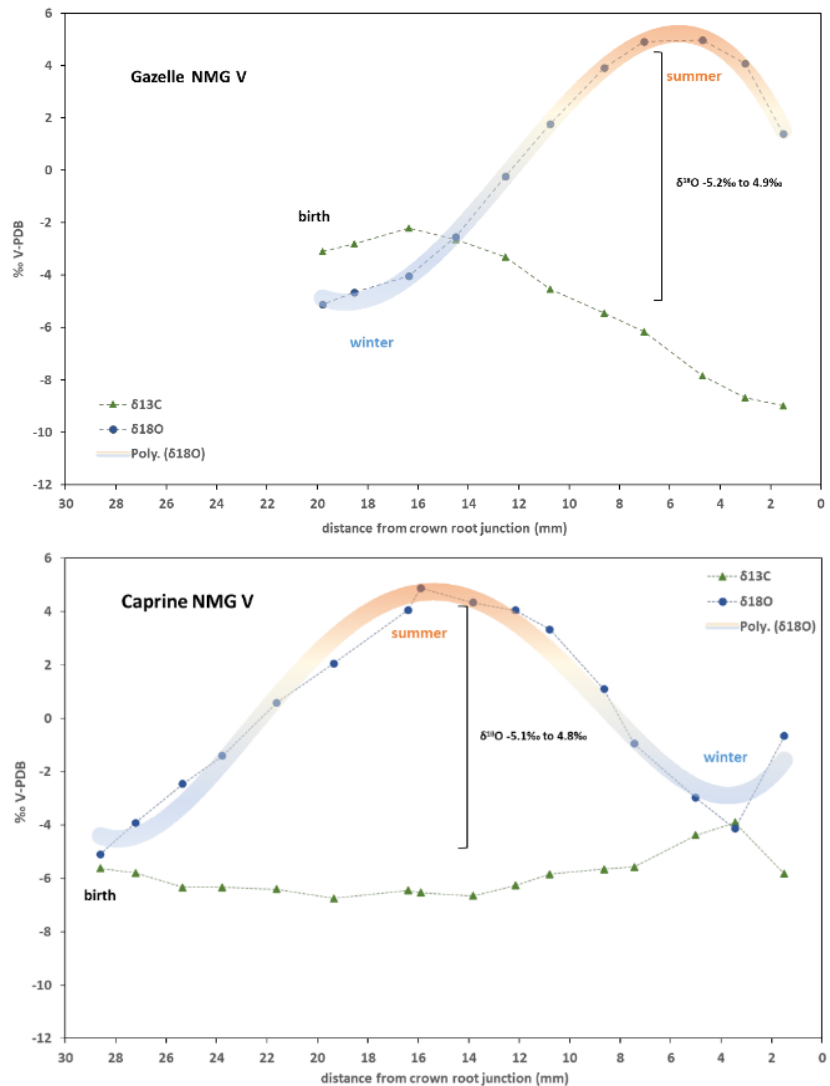 6
4
2
0
-2
-4
-6
-8
-10
-12
‰ V-PDB
Gazelle NMG V
summer
δ¹⁸O -5.2‰ to 4.9‰
birth
winter
δ13C
δ18O
Poly. (δ18O)
30 28 26 24 22 20 18 16 14 12 10 8 6 4 2 0
distance from crown root junction (mm)
6
4
2
0
-2
-4
-6
-8
-10
-12
‰ V-PDB
Caprine NMG V
δ13C
δ18O
Poly. (δ18O)
summer
δ¹⁸O -5.1‰ to 4.8‰
winter
birth
30 28 26 24 22 20 18 16 14 12 10 8 6 4 2 0
distance from crown root junction (mm)